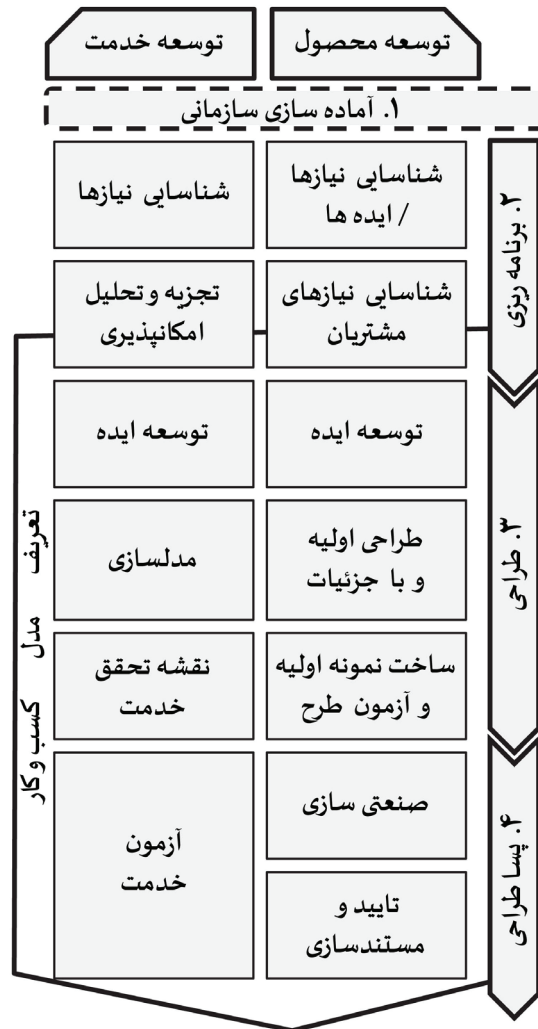 توسعه محصول
توسعه خدمت
۱. آماده سازی سازمانی
۲. برنامه ریزی
شناسایی نیازها
/ ایده ها
شناسایی نیازها
شناسایی نیازهای
مشتریان
تجزیه و تحلیل
امکانپذیری
۳. طراحی
توسعه ایده
توسعه ایده
طراحی اولیه
و با جزئیات
مدلسازی
ساخت نمونه اولیه
و آزمون طرح
نقشه تحقق
خدمت
۴. پسا طراحی
صنعتی سازی
آزمون
خدمت
تایید و
مستندسازی
تعریف مدل کسب و کار